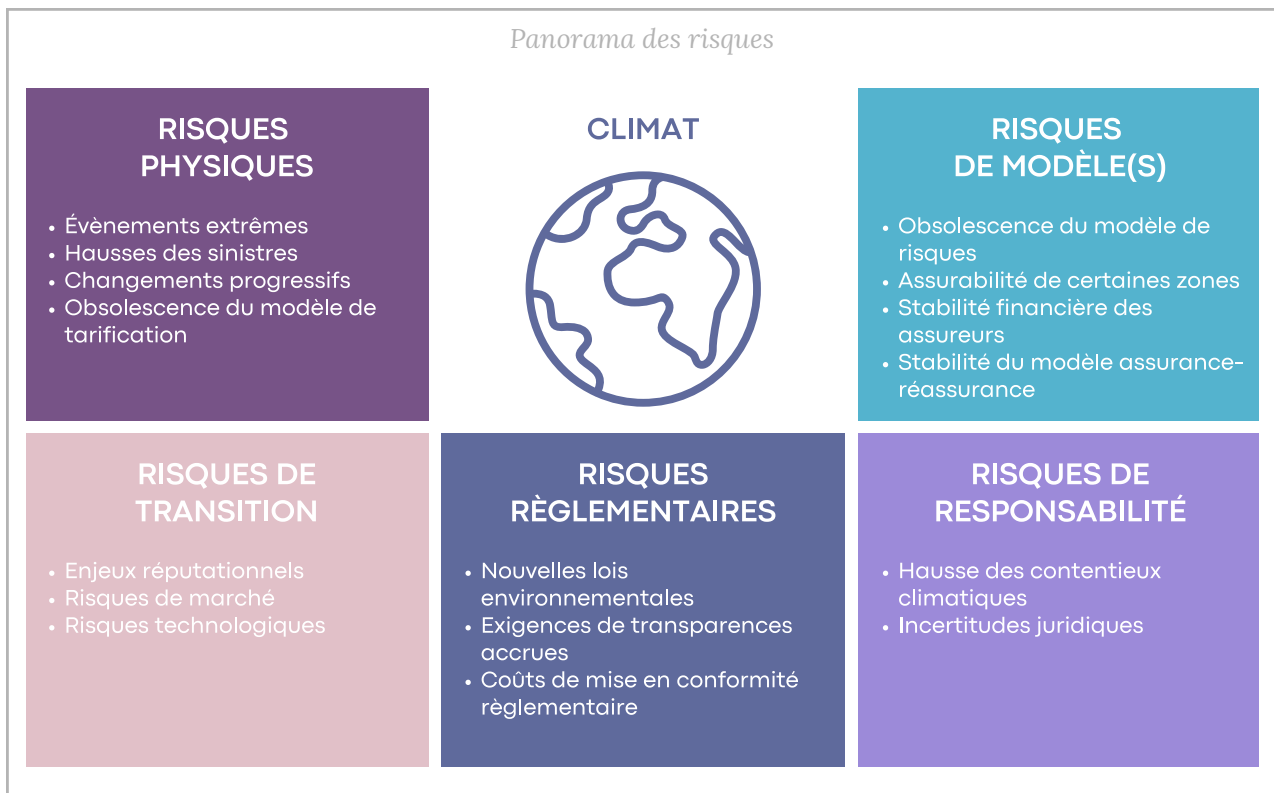 Panorama des risques
RISQUES
PHYSIQUES
• Évènements extrêmes
• Hausses des sinistres
• Changements progressifs
• Obsolescence du modèle de
tarification
CLIMAT
RISQUES
DE MODÈLE(S)
• Obsolescence du modèle de
risques
• Assurabilité de certaines zones
• Stabilité financière des
assureurs
• Stabilité du modèle assurance-
réassurance
RISQUES DE
TRANSITION
• Enjeux réputationnels
• Risques de marché
• Risques technologiques
RISQUES
RÈGLEMENTAIRES
• Nouvelles lois
environnementales
• Exigences de transparences
accrues
• Coûts de mise en conformité
règlementaire
RISQUES DE
RESPONSABILITÉ
• Hausse des contentieux
climatiques
• Incertitudes juridiques